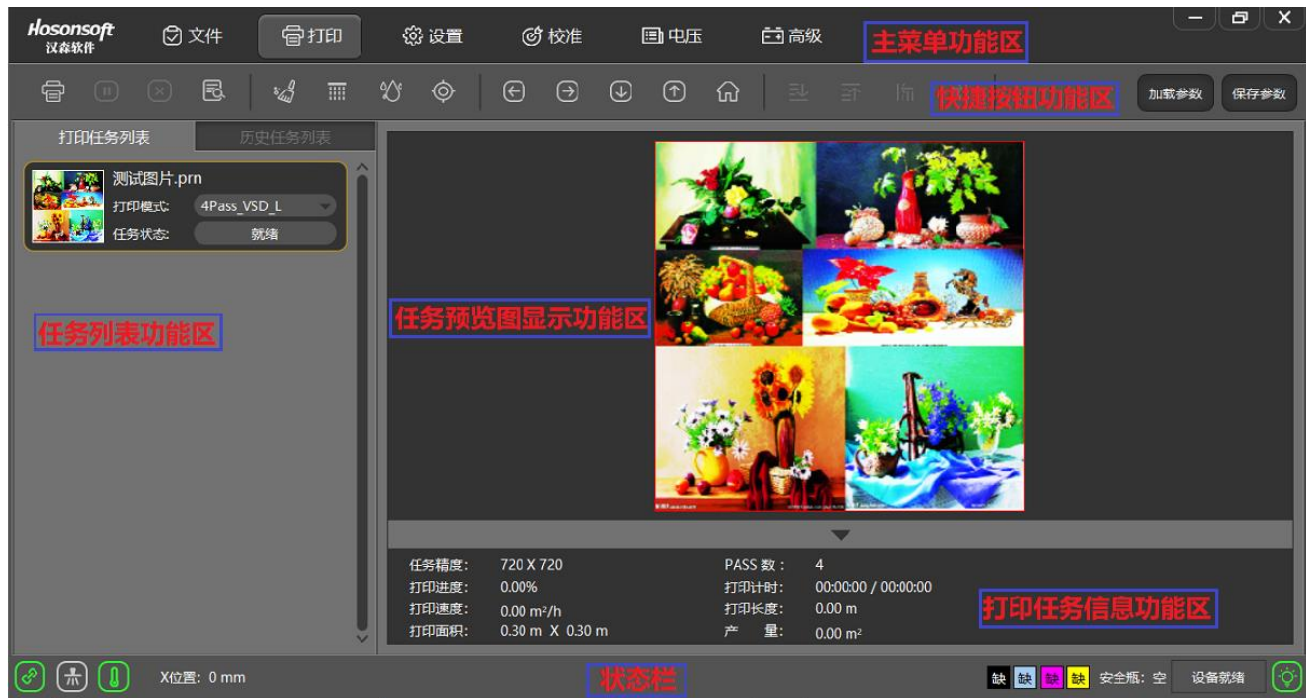 Hosonsoft
汉森软件
文件
打印
设置
校准
电压
高级
主菜单功能区
快捷按钮功能区
加载参数
保存参数
打印任务列表
历史任务列表
测试图片.prn
打印模式:
4Pass_VSD_L
任务状态:
就绪
任务列表功能区
任务预览图显示功能区
任务精度: 720 X 720
PASS 数: 4
打印进度: 0.00%
打印计时: 00:00:00 / 00:00:00
打印速度: 0.00 m²/h
打印长度: 0.00 m
打印面积: 0.30 m X 0.30 m
产 量: 0.00 m²
打印任务信息功能区
X位置: 0 mm
状态栏
缺 缺 缺 缺
安全瓶: 空
设备就绪